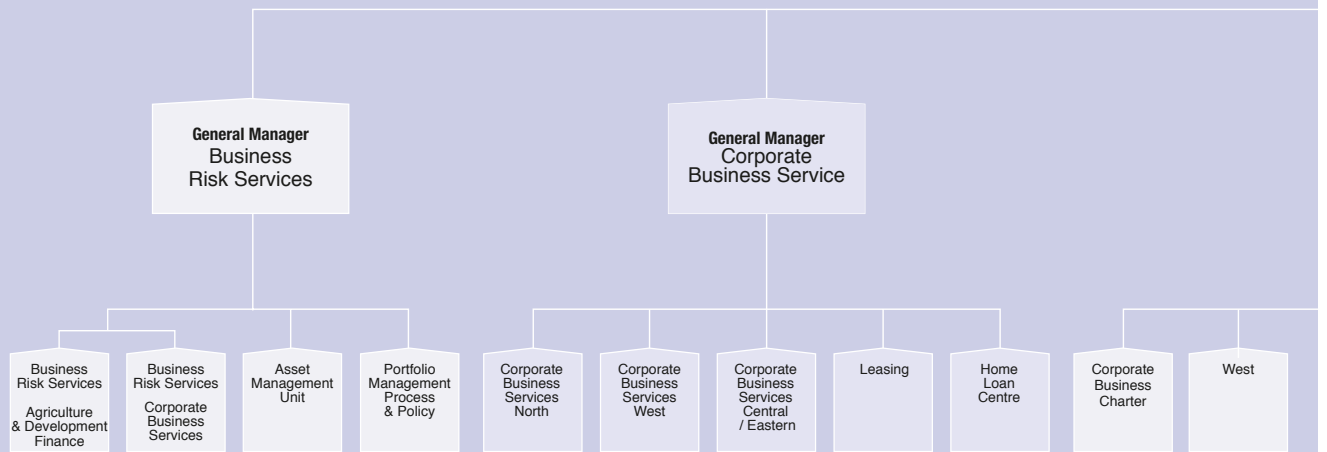 General Manager
Business
Risk Services
General Manager
Corporate
Business Service
Business
Risk Services
Agriculture
& Development
Finance
Business
Risk Services
Corporate
Business
Services
Asset
Management
Unit
Portfolio
Management
Process
& Policy
Corporate
Business
Services
North
Corporate
Business
Services
West
Corporate
Business
Services
Central
/ Eastern
Leasing
Home
Loan
Centre
Corporate
Business
Charter
West